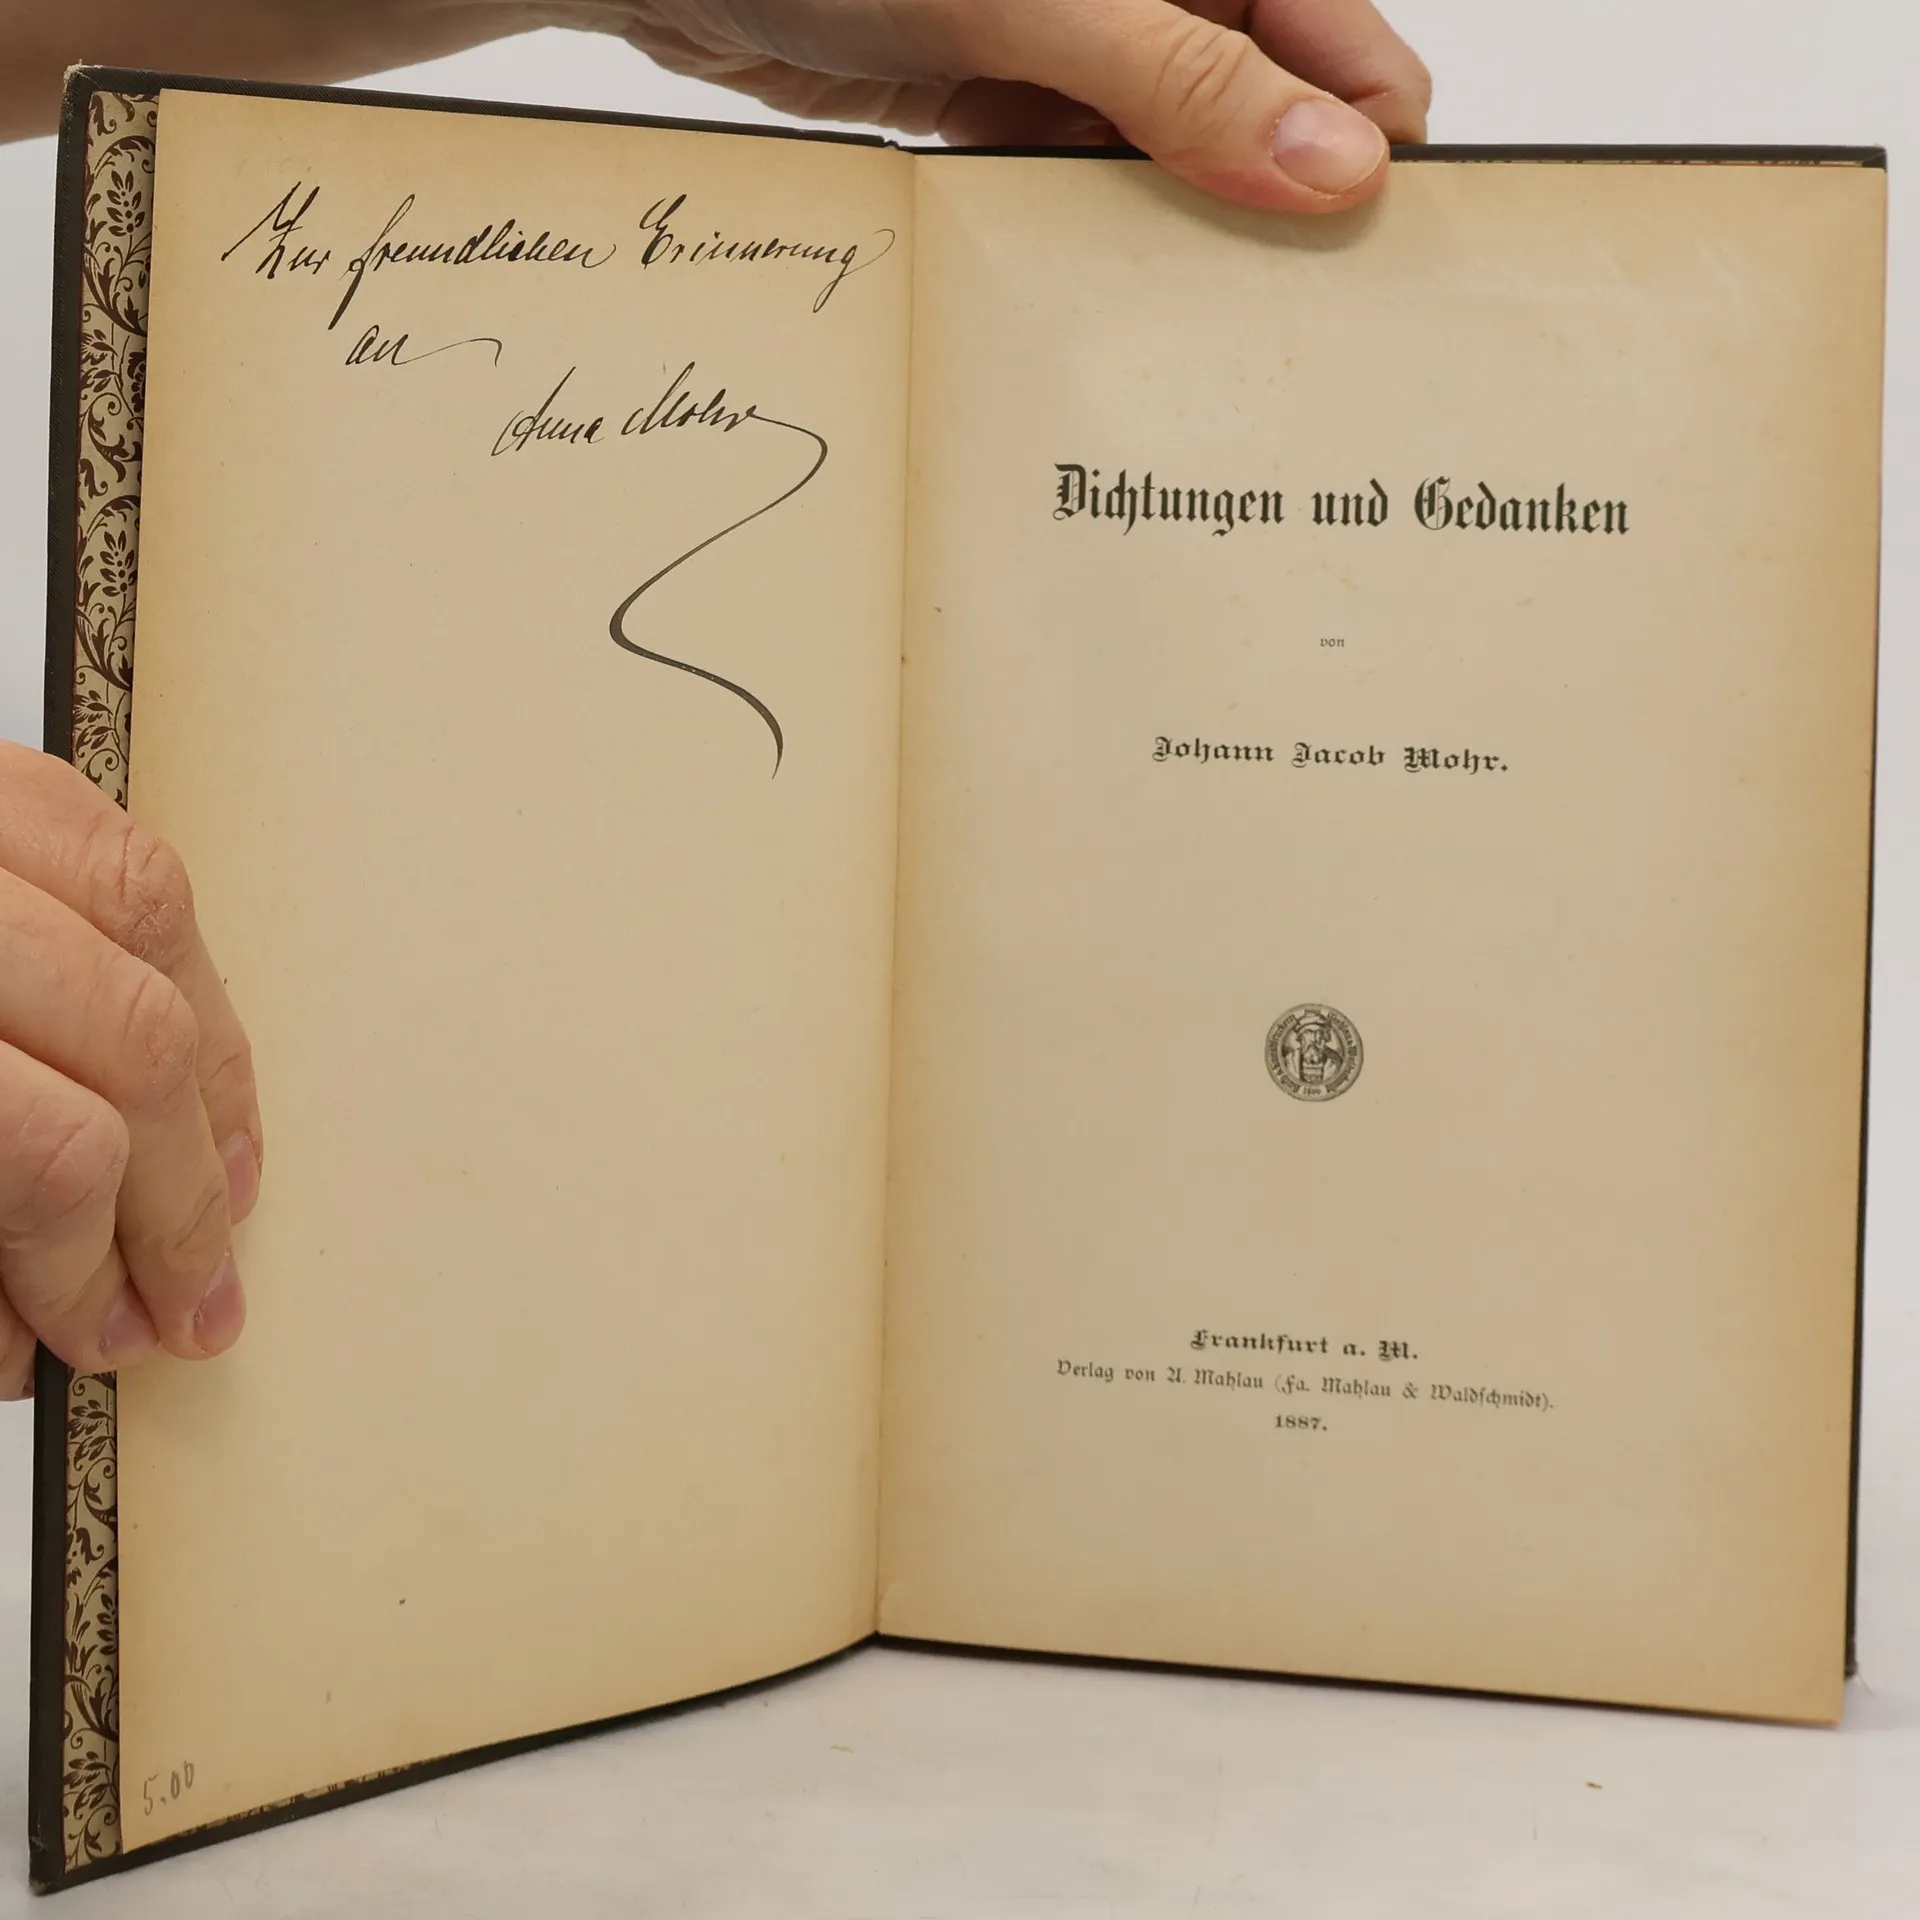 Zur freundlichen Erinnerung
an
Anna Mohr
5.00
Dichtungen und Gedanken
von
Johann Jacob Mohr.
Frankfurt a. M.
Verlag von A. Mahlau (Fa. Mahlau & Waldschmidt).
1887.